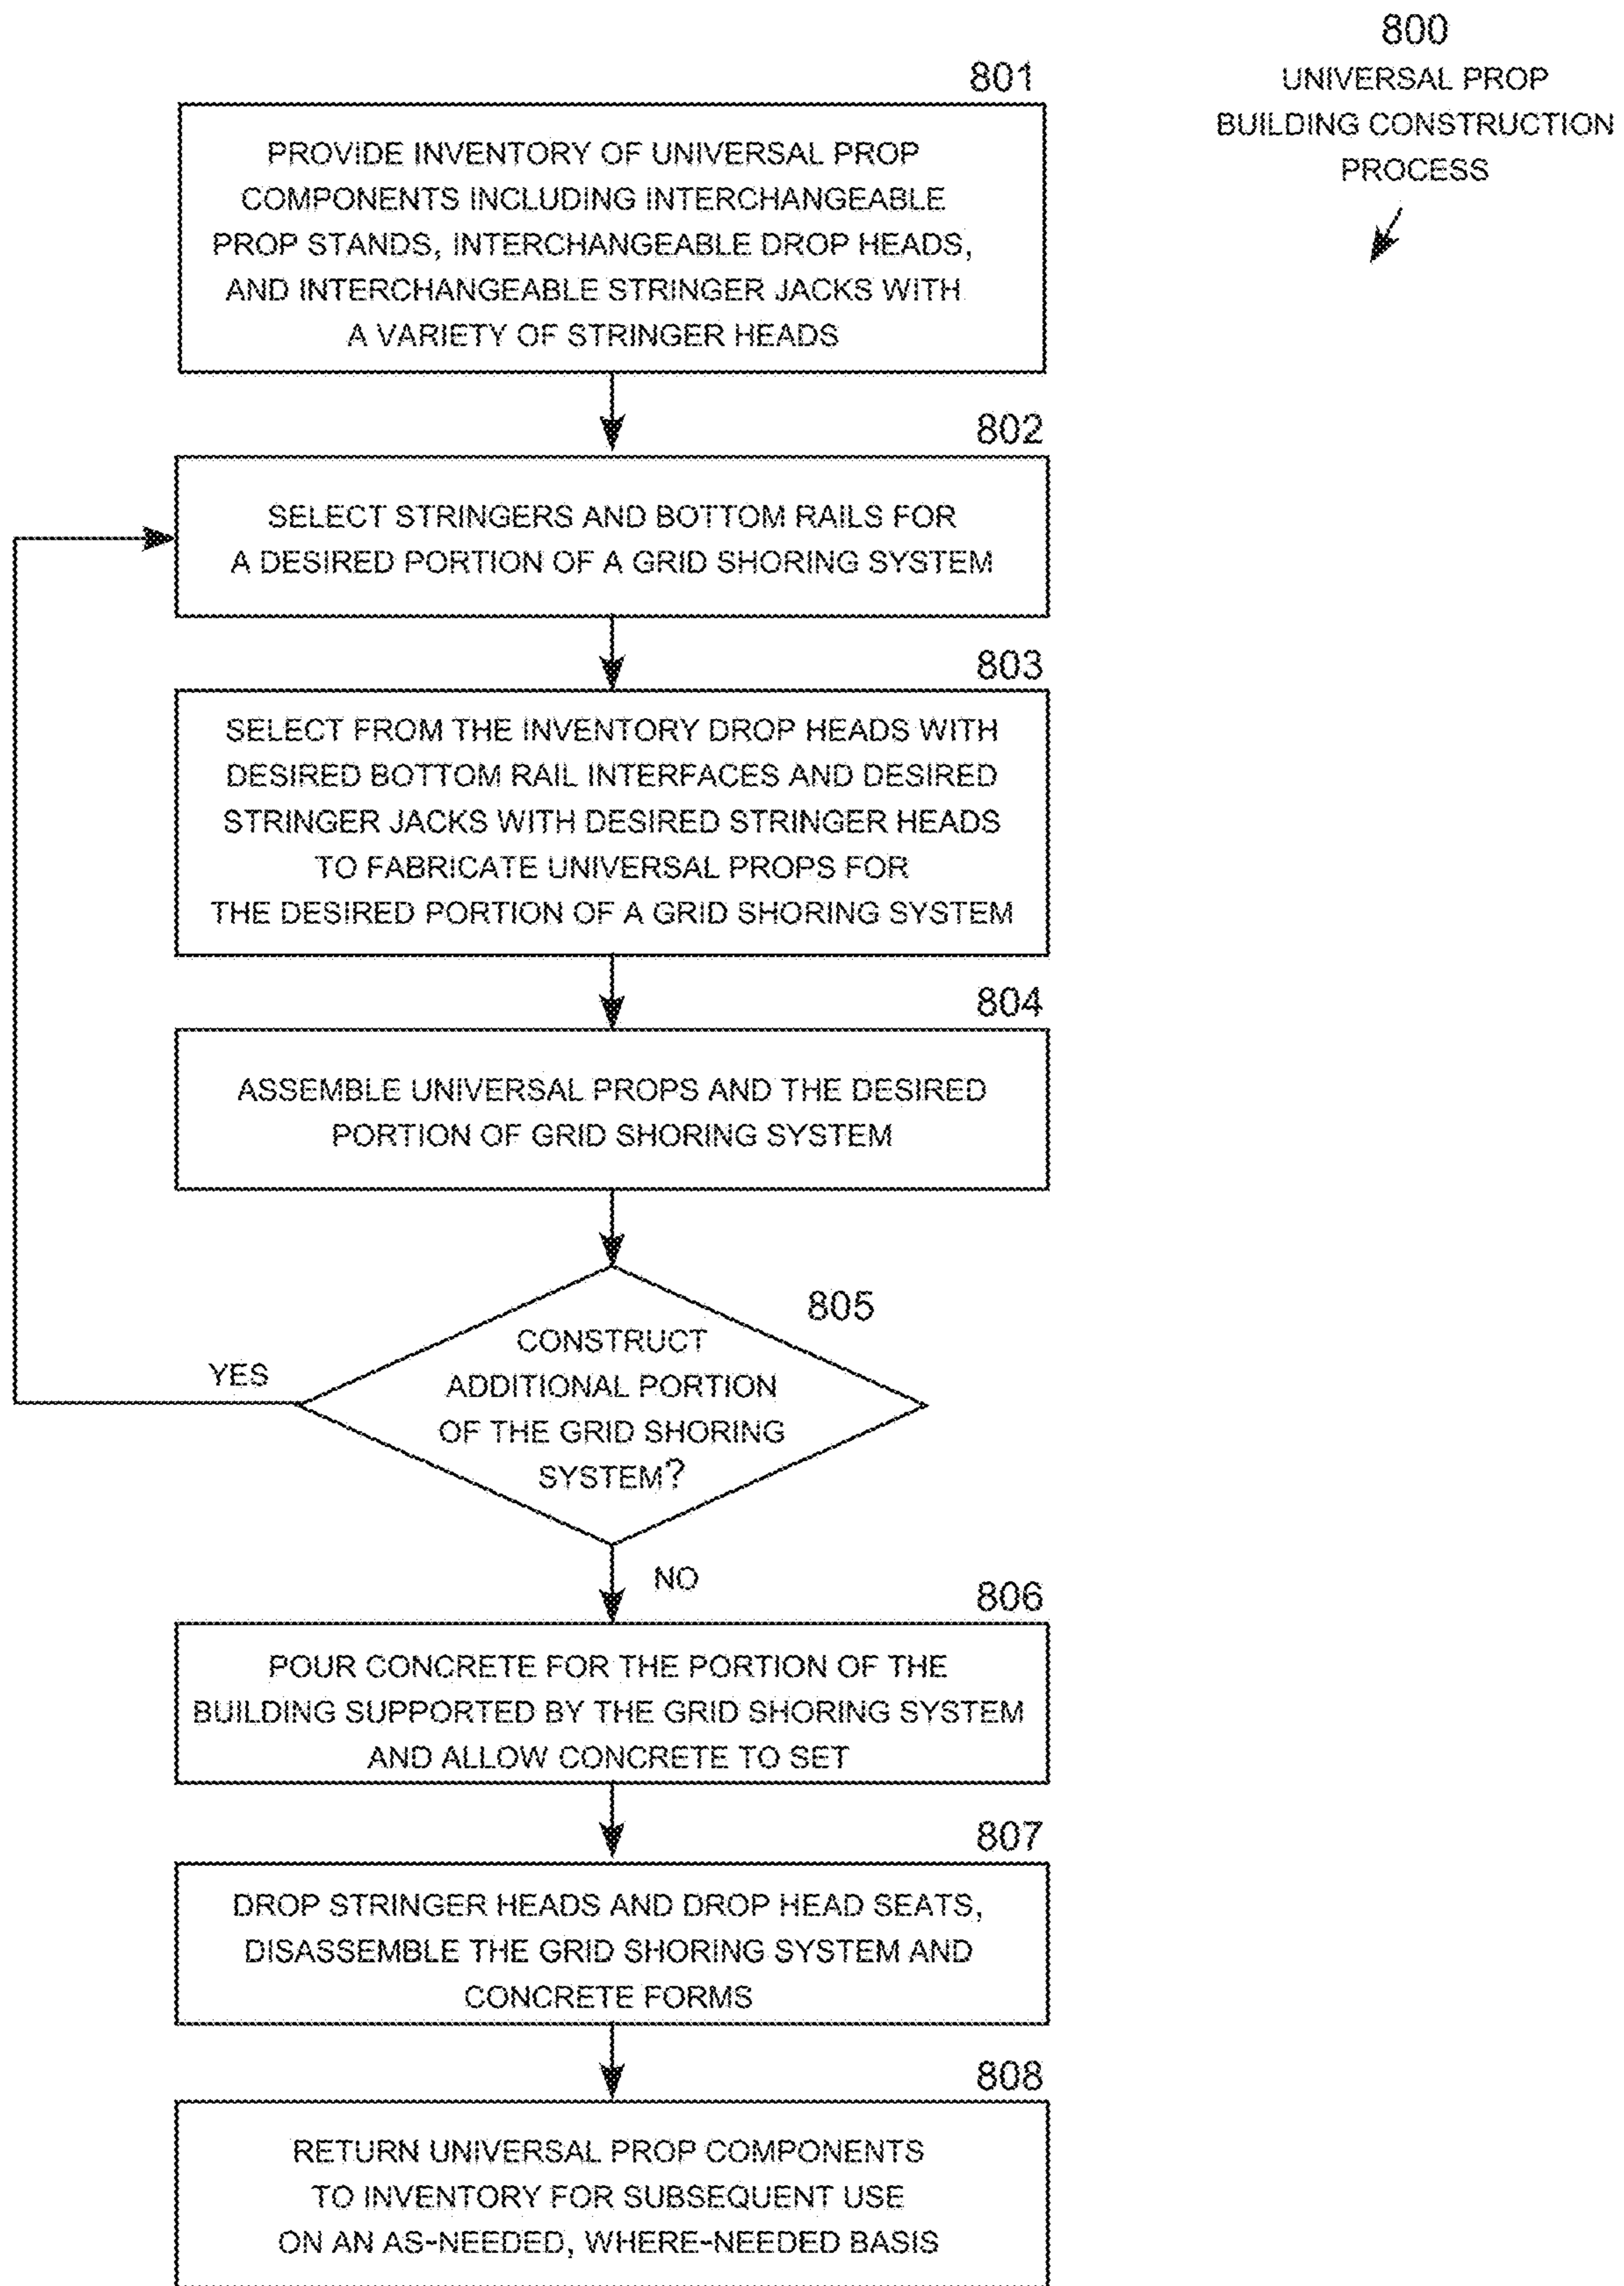 800
UNIVERSAL PROP
BUILDING CONSTRUCTION
PROCESS
801
PROVIDE INVENTORY OF UNIVERSAL PROP
COMPONENTS INCLUDING INTERCHANGEABLE
PROP STANDS, INTERCHANGEABLE DROP HEADS,
AND INTERCHANGEABLE STRINGER JACKS WITH
A VARIETY OF STRINGER HEADS
802
SELECT STRINGERS AND BOTTOM RAILS FOR
A DESIRED PORTION OF A GRID SHORING SYSTEM
803
SELECT FROM THE INVENTORY DROP HEADS WITH
DESIRED BOTTOM RAIL INTERFACES AND DESIRED
STRINGER JACKS WITH DESIRED STRINGER HEADS
TO FABRICATE UNIVERSAL PROPS FOR
THE DESIRED PORTION OF A GRID SHORING SYSTEM
804
ASSEMBLE UNIVERSAL PROPS AND THE DESIRED
PORTION OF GRID SHORING SYSTEM
805
CONSTRUCT
ADDITIONAL PORTION
OF THE GRID SHORING
SYSTEM?
YES
NO
806
POUR CONCRETE FOR THE PORTION OF THE
BUILDING SUPPORTED BY THE GRID SHORING SYSTEM
AND ALLOW CONCRETE TO SET
807
DROP STRINGER HEADS AND DROP HEAD SEATS,
DISASSEMBLE THE GRID SHORING SYSTEM AND
CONCRETE FORMS
808
RETURN UNIVERSAL PROP COMPONENTS
TO INVENTORY FOR SUBSEQUENT USE
ON AN AS-NEEDED, WHERE-NEEDED BASIS